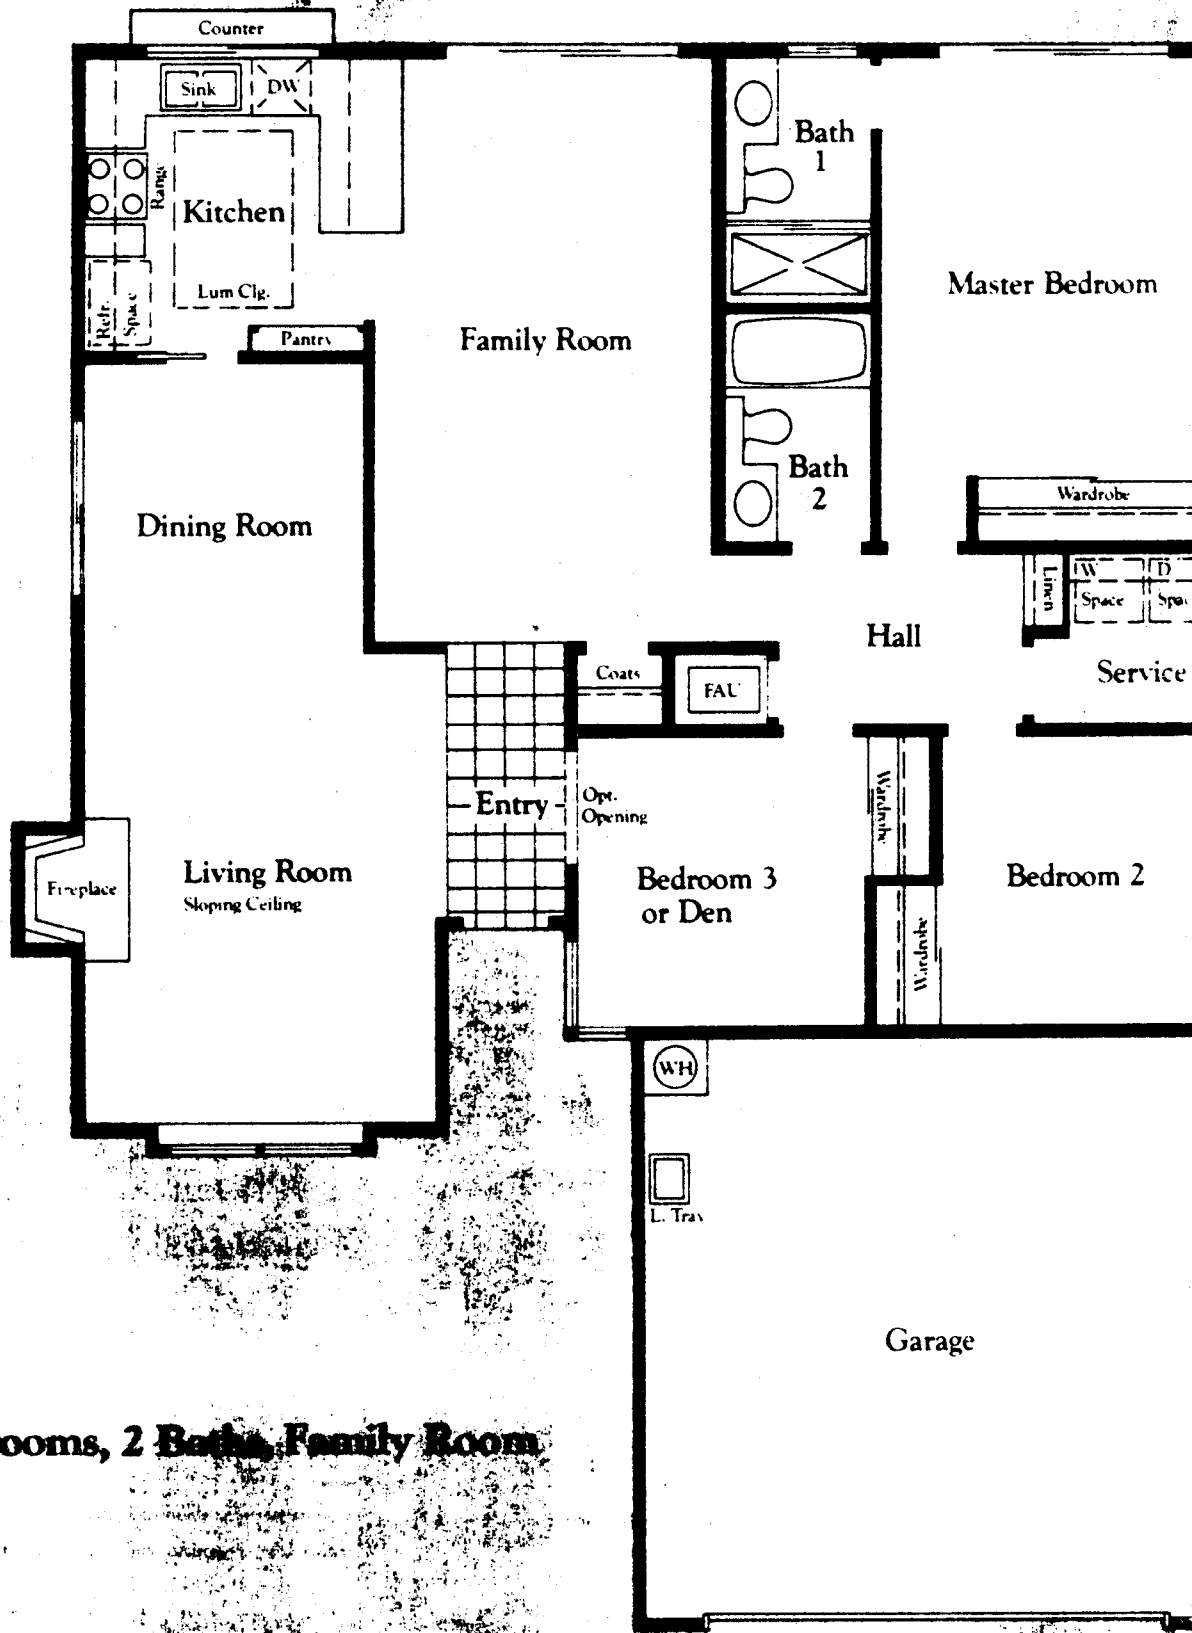 Counter
Sink
DW
Range
Kitchen
Lum Clg.
Refr.
Space
Pantry
Family Room
Bath
1
Master Bedroom
Bath
2
Wardrobe
Dining Room
Linen
W
Space
D
Spac
Hall
Service
Coats
FAU
Entry
Opt.
Opening
Wardrobe
Living Room
Sloping Ceiling
Fireplace
Bedroom 3
or Den
Bedroom 2
Wardrobe
WH
L. Tray
Garage
ooms, 2 Baths, Family Room